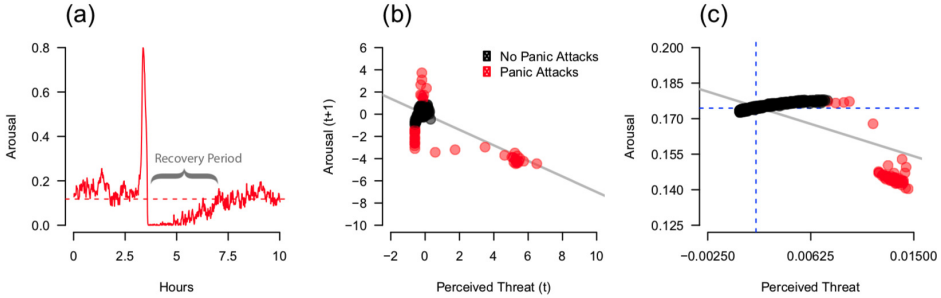 (a)
Arousal
0.8
0.6
0.4
0.2
0.0
Recovery Period
0
2.5
5
7.5
10
Hours
(b)
Arousal (t+1)
6
4
2
0
−2
−4
−6
−8
−10
No Panic Attacks
Panic Attacks
−2
0
2
4
6
8
10
Perceived Threat (t)
(c)
Arousal
0.200
0.185
0.170
0.155
0.140
0.125
−0.00250
0.00625
0.01500
Perceived Threat